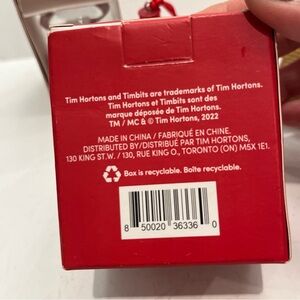 Tim Hortons and Timbits are trademarks of Tim Hortons.
Tim Hortons et Timbits sont des
marques déposée de Tim Hortons.
TM / MC & © Tim Hortons, 2022
MADE IN CHINA / FABRIQUÉ EN CHINE.
DISTRIBUTED BY/DISTRIBUÉ PAR TIM HORTONS,
130 KING ST.W. / 130, RUE KING O., TORONTO (ON) M5X 1E1.
Box is recyclable. Boîte recyclable.
8 50020 36336 0